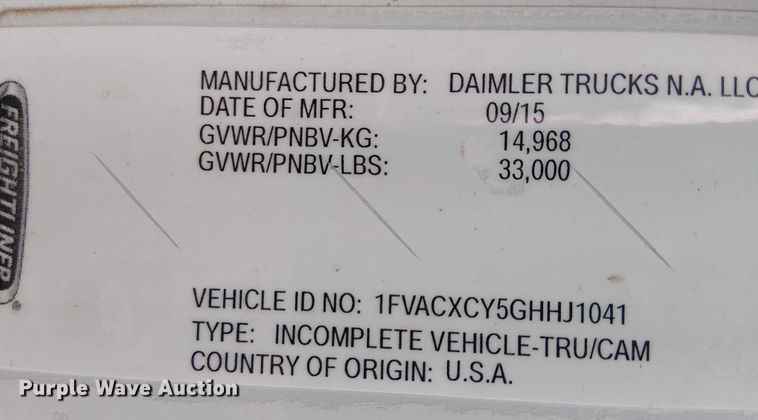 FREIGHTLINER
MANUFACTURED BY: DAIMLER TRUCKS N.A. LLC
DATE OF MFR: 09/15
GVWR/PNBV-KG: 14,968
GVWR/PNBV-LBS: 33,000
VEHICLE ID NO: 1FVACXCY5GHHJ1041
TYPE: INCOMPLETE VEHICLE-TRU/CAM
COUNTRY OF ORIGIN: U.S.A.
Purple Wave Auction